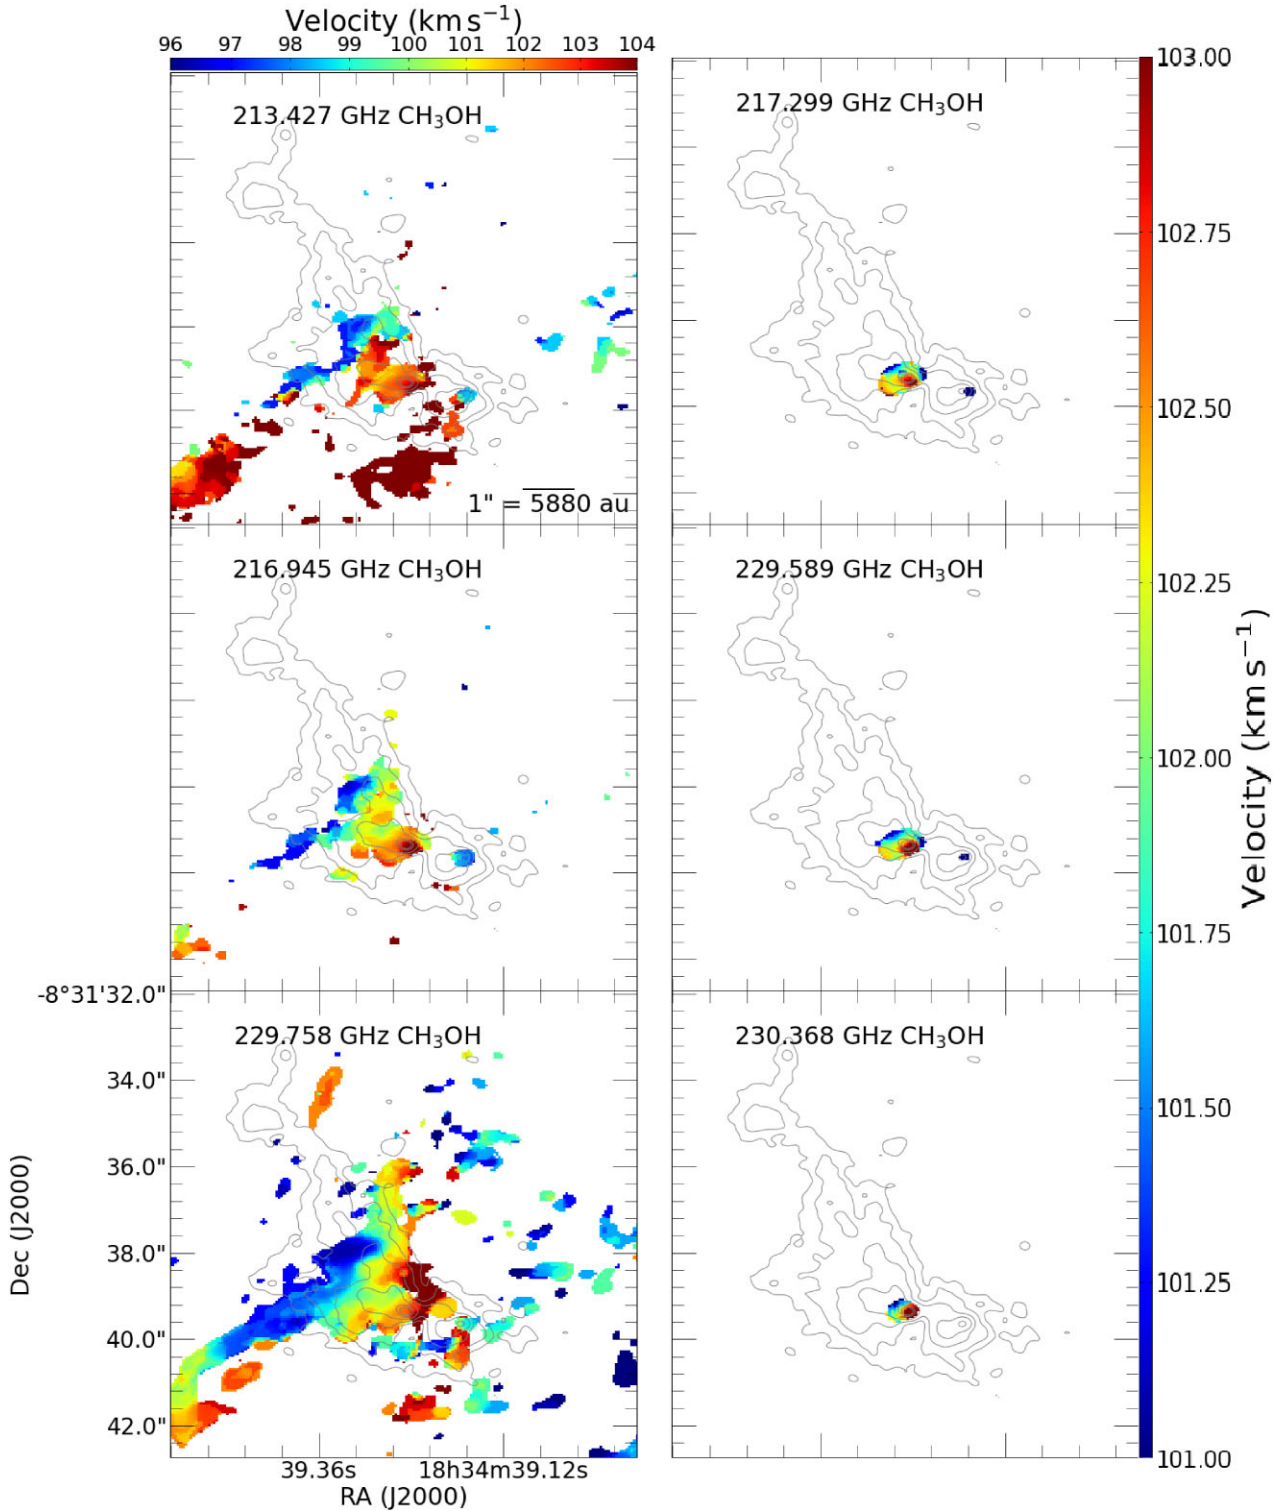 Velocity (km s⁻¹)
96 97 98 99 100 101 102 103 104
213.427 GHz CH₃OH
1" = 5880 au
217.299 GHz CH₃OH
216.945 GHz CH₃OH
229.589 GHz CH₃OH
229.758 GHz CH₃OH
230.368 GHz CH₃OH
-8°31'32.0"
34.0"
36.0"
38.0"
40.0"
42.0"
Dec (J2000)
39.36s 18h34m39.12s
RA (J2000)
103.00
102.75
102.50
102.25
102.00
101.75
101.50
101.25
101.00
Velocity (km s⁻¹)